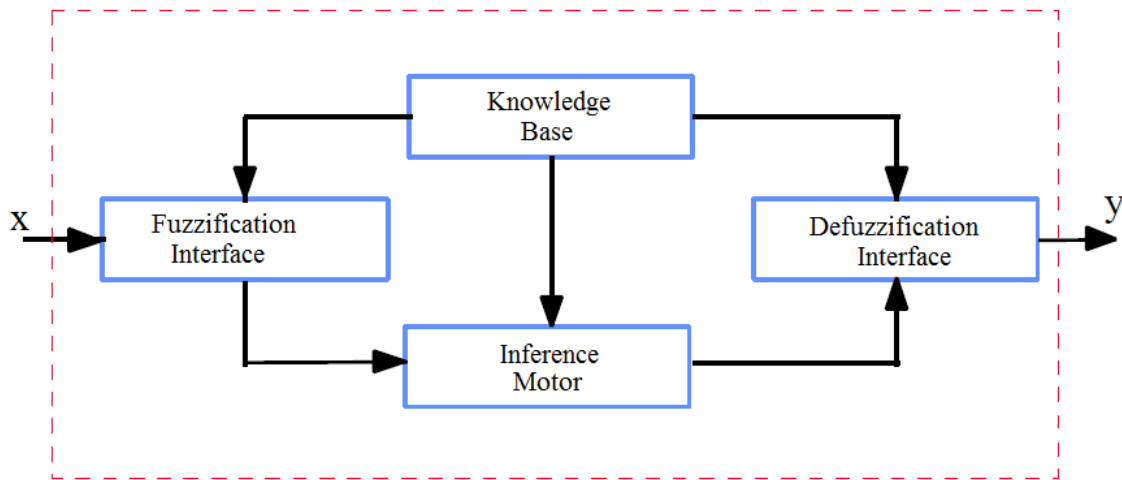 Knowledge
Base
x
Fuzzification
Interface
Defuzzification
Interface
y
Inference
Motor